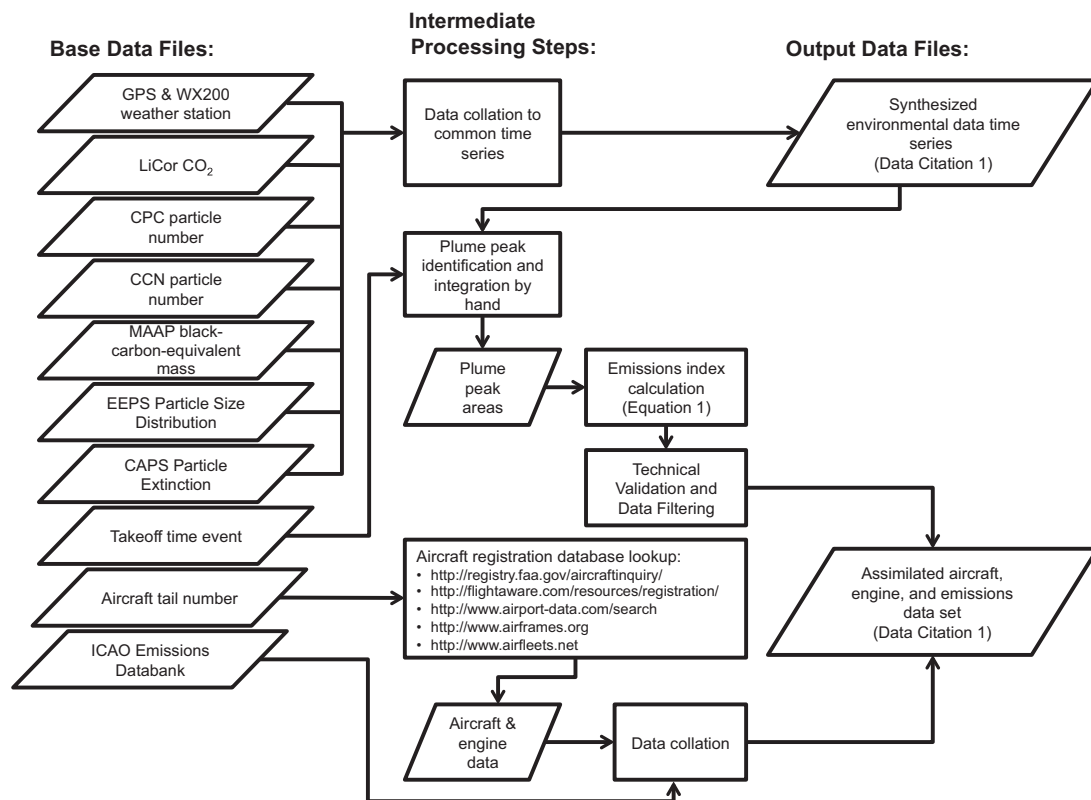 Base Data Files:
Intermediate
Processing Steps:
Output Data Files:
GPS & WX200
weather station
LiCor CO₂
CPC particle
number
CCN particle
number
MAAP black-
carbon-equivalent
mass
EEPS Particle Size
Distribution
CAPS Particle
Extinction
Takeoff time event
Aircraft tail number
ICAO Emissions
Databank
Data collation to
common time
series
Plume peak
identification and
integration by
hand
Plume
peak
areas
Emissions index
calculation
(Equation 1)
Technical
Validation and
Data Filtering
Aircraft registration database lookup:
• http://registry.faa.gov/aircraftinquiry/
• http://flightaware.com/resources/registration/
• http://www.airport-data.com/search
• http://www.airframes.org
• http://www.airfleets.net
Aircraft &
engine
data
Data collation
Synthesized
environmental data time
series
(Data Citation 1)
Assimilated aircraft,
engine, and emissions
data set
(Data Citation 1)